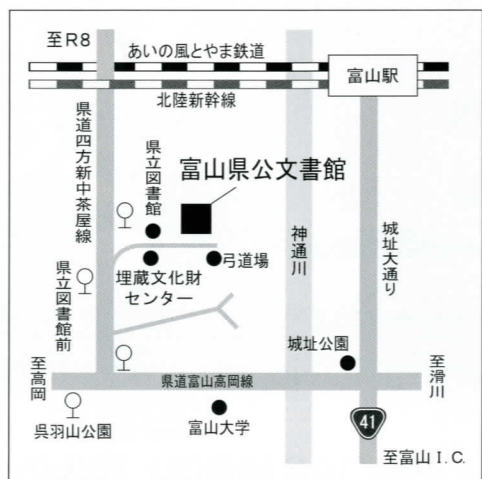 至R8
あいの風とやま鉄道
富山駅
北陸新幹線
県道四方新中茶屋線
県立図書館
富山県公文書館
神通川
城址大通り
弓道場
埋蔵文化財
センター
県立図書館前
城址公園
至高岡
県道富山高岡線
至滑川
呉羽山公園
富山大学
41
至富山 I.C.